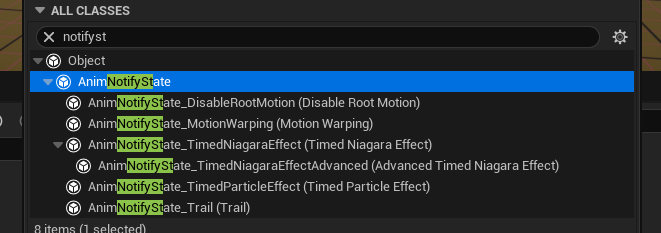 ALL CLASSES
notifyst
Object
AnimNotifyState
AnimNotifyState_DisableRootMotion (Disable Root Motion)
AnimNotifyState_MotionWarping (Motion Warping)
AnimNotifyState_TimedNiagaraEffect (Timed Niagara Effect)
AnimNotifyState_TimedNiagaraEffectAdvanced (Advanced Timed Niagara Effect)
AnimNotifyState_TimedParticleEffect (Timed Particle Effect)
AnimNotifyState_Trail (Trail)
8 items (1 selected)